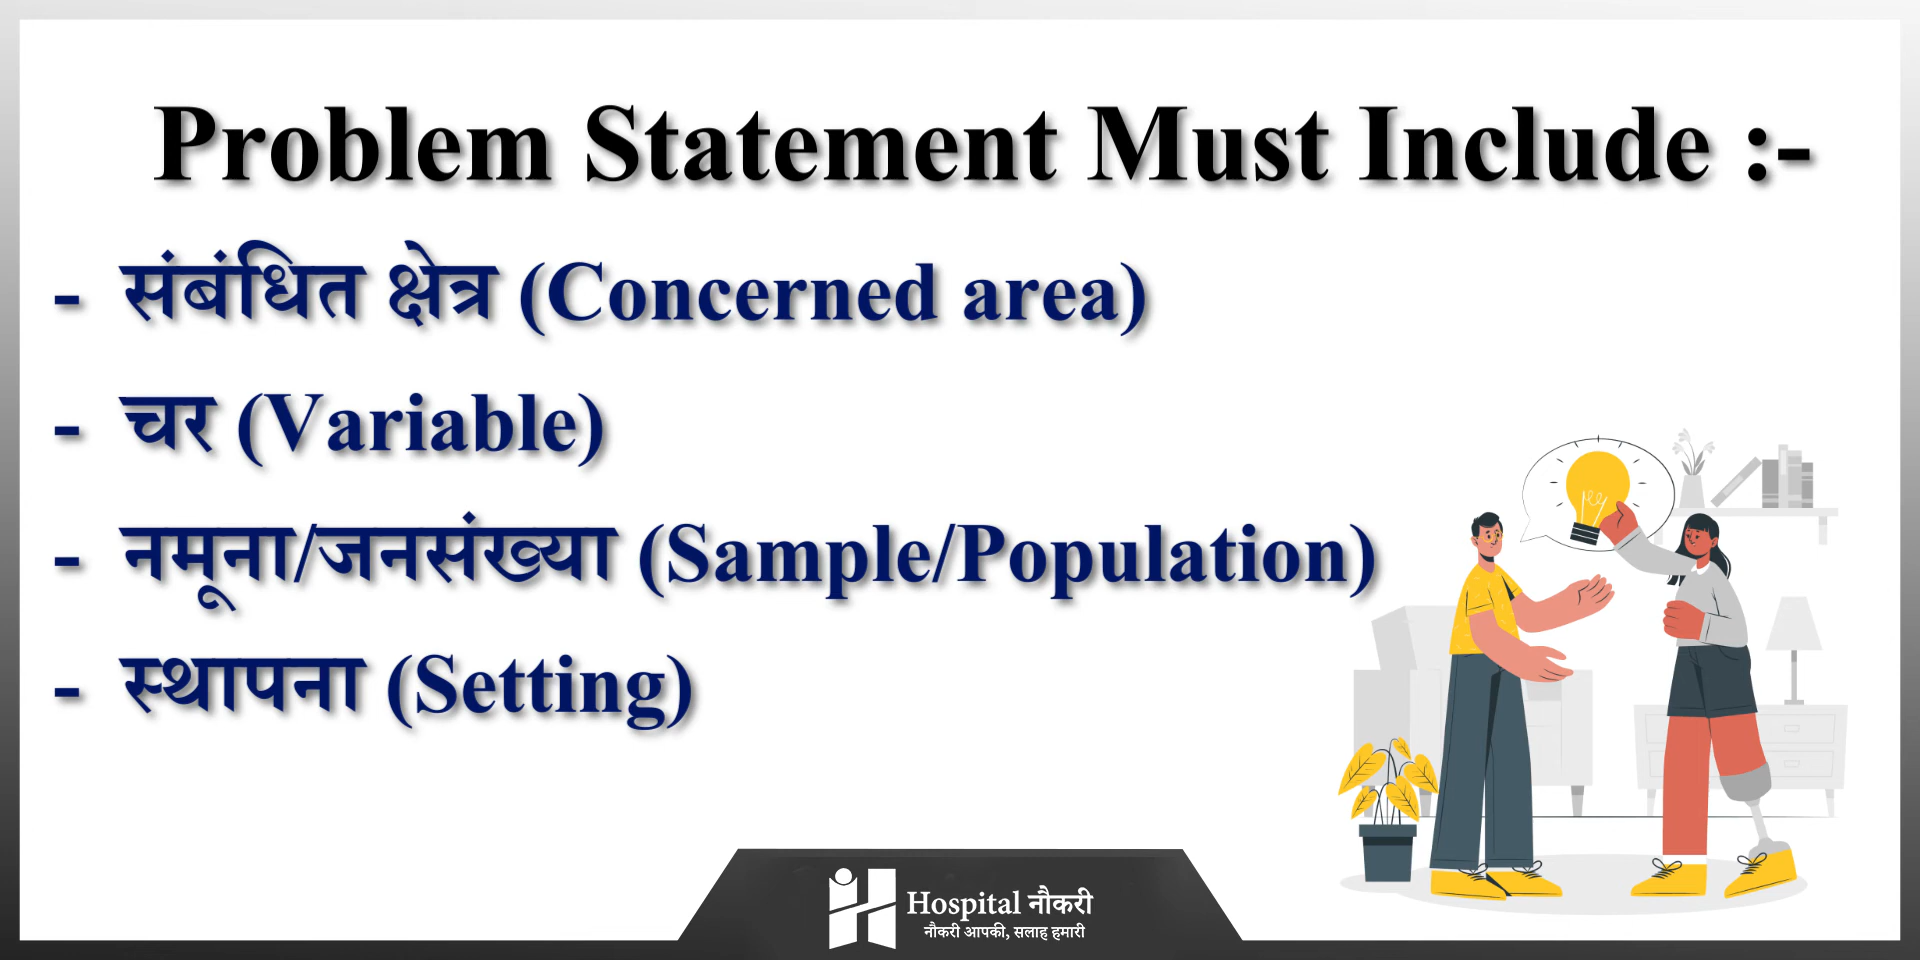 Problem Statement Must Include :-
- संबंधित क्षेत्र (Concerned area)
- चर (Variable)
- नमूना/जनसंख्या (Sample/Population)
- स्थापना (Setting)
Hospital नौकरी
नौकरी आपकी, सलाह हमारी